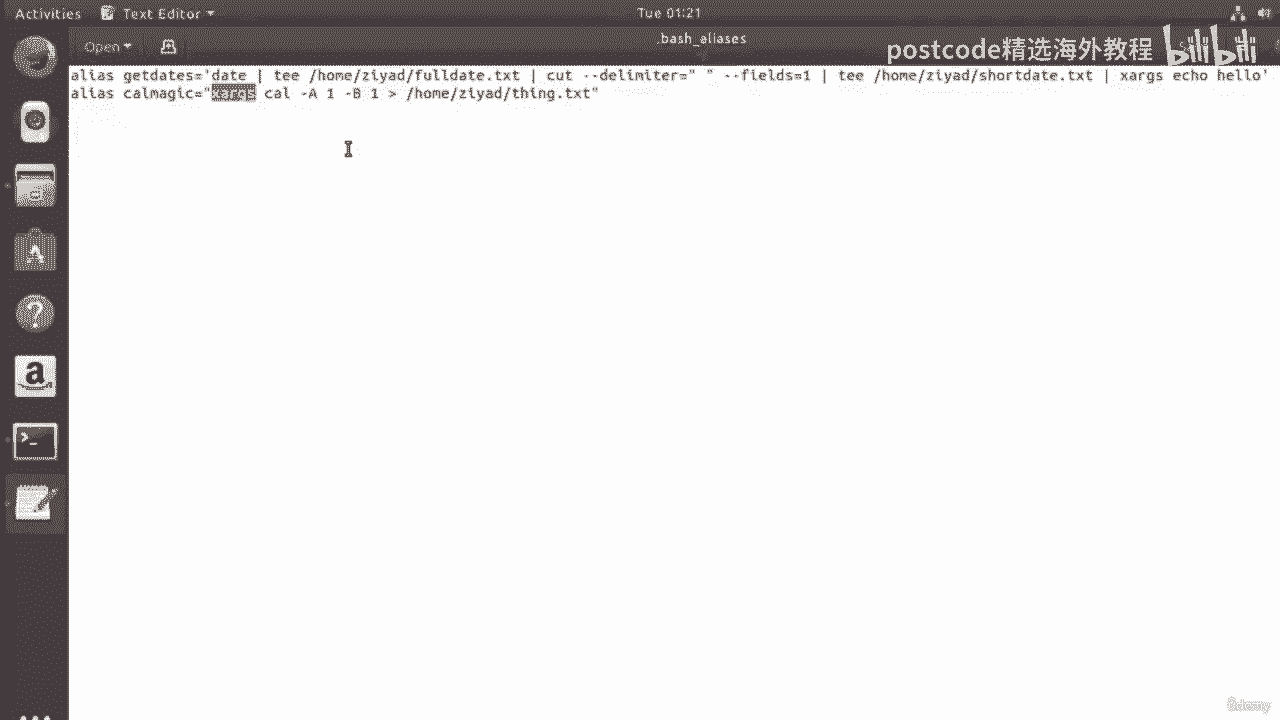 Activities Text Editor Tue 01:21
Open .bash_aliases
postcode精选海外教程 bilibili
alias getdates='date | tee /home/ziyad/fulldate.txt | cut --delimiter=" " --fields=1 | tee /home/ziyad/shortdate.txt | xargs echo hello'
alias calmagic="xargs cal -A 1 -B 1 > /home/ziyad/thing.txt"
ûdemy